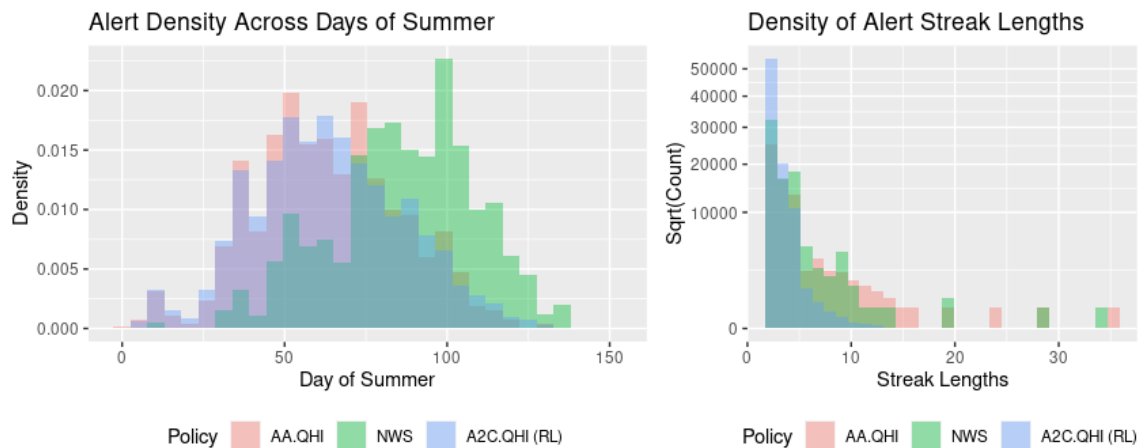 Alert Density Across Days of Summer
Density
0.020
0.015
0.010
0.005
0.000
0 50 100 150
Day of Summer
Policy AA.QHI NWS A2C.QHI (RL)
Density of Alert Streak Lengths
Sqrt(Count)
50000
40000
30000
20000
10000
0
0 10 20 30
Streak Lengths
Policy AA.QHI NWS A2C.QHI (RL)